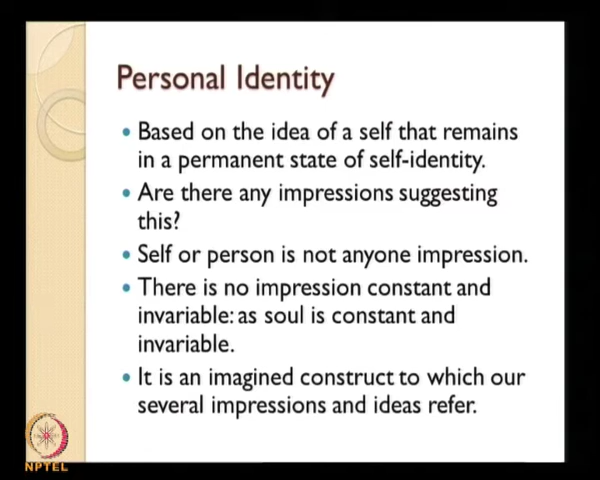 Personal Identity
• Based on the idea of a self that remains
in a permanent state of self-identity.
• Are there any impressions suggesting
this?
• Self or person is not anyone impression.
• There is no impression constant and
invariable: as soul is constant and
invariable.
• It is an imagined construct to which our
several impressions and ideas refer.
NPTEL